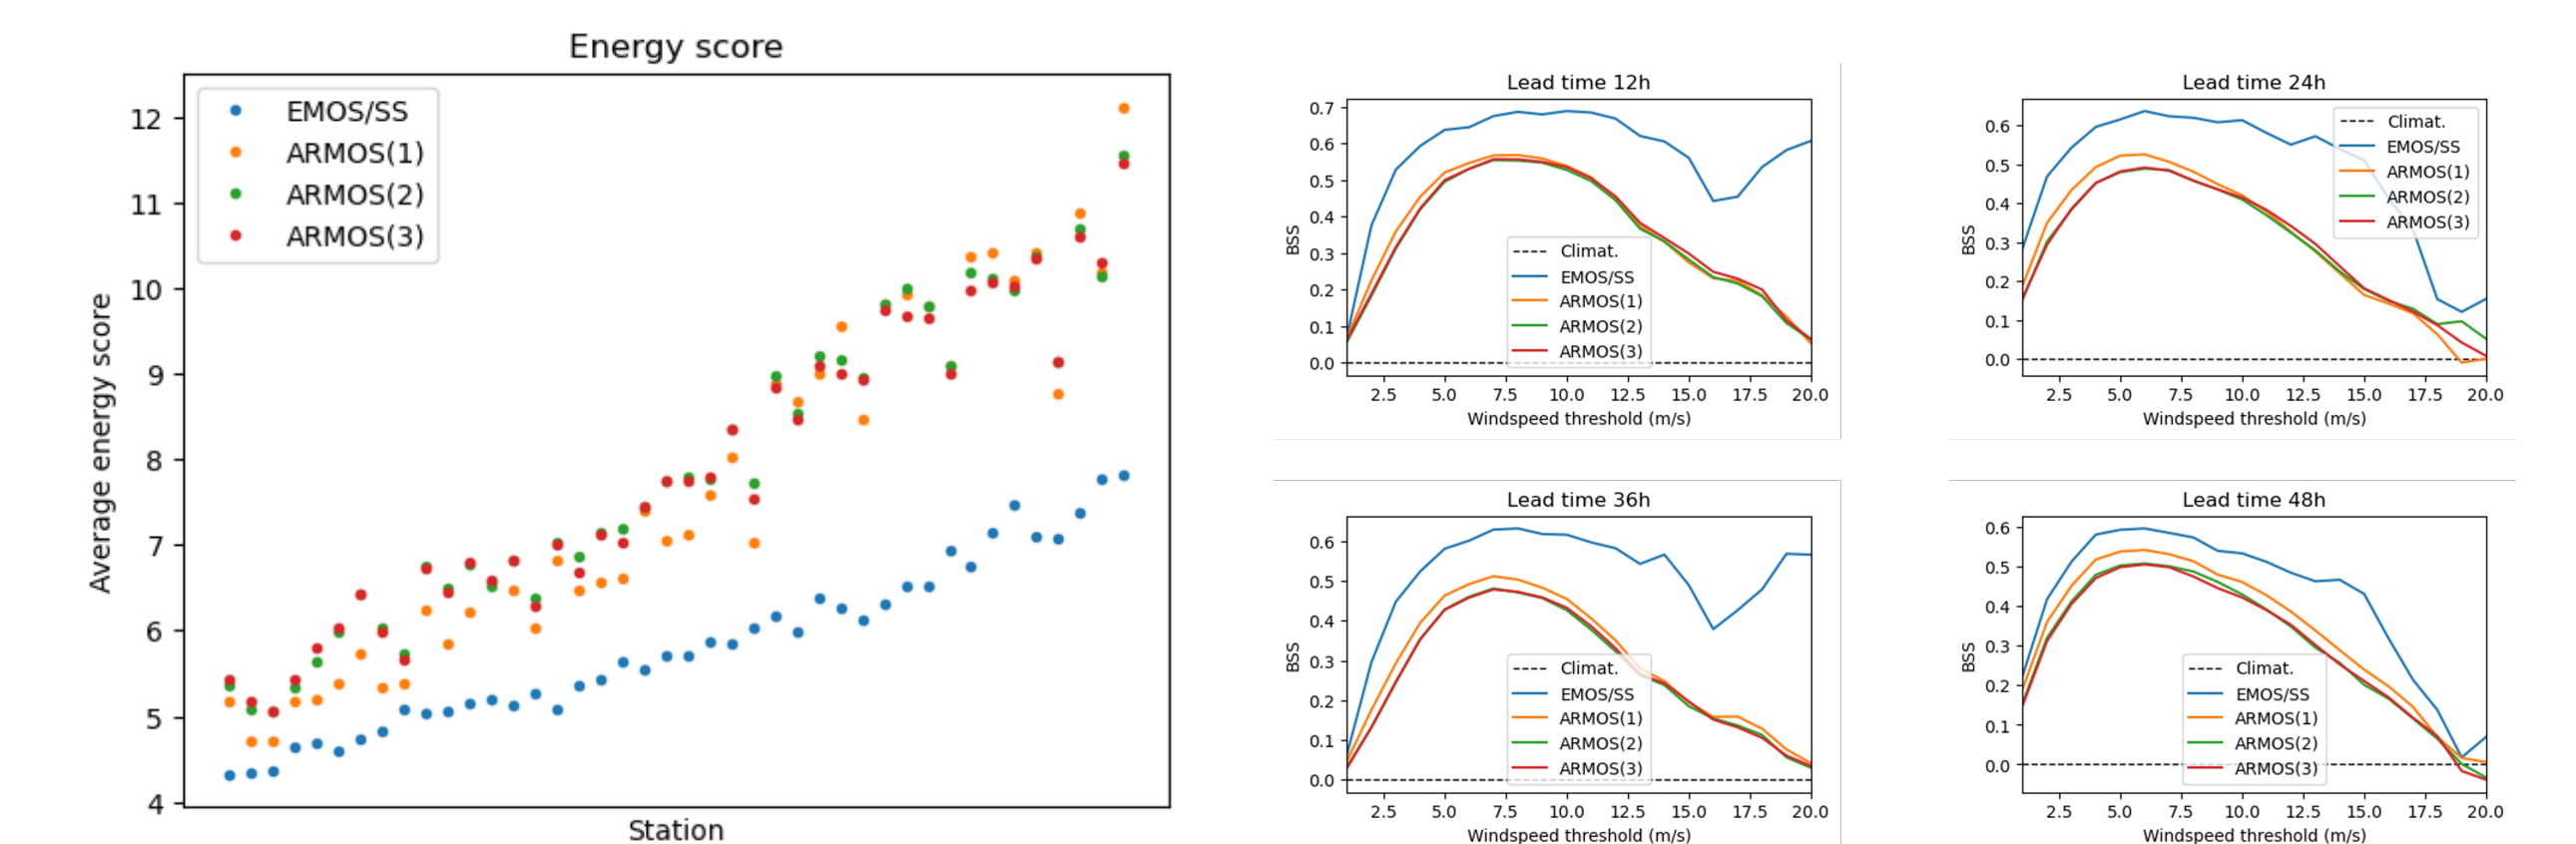 Energy score
12
11
10
9
8
7
6
5
4
Average energy score
EMOS/SS
ARMOS(1)
ARMOS(2)
ARMOS(3)
Station
Lead time 12h
0.7
0.6
0.5
0.4
0.3
0.2
0.1
0.0
BSS
Climat.
EMOS/SS
ARMOS(1)
ARMOS(2)
ARMOS(3)
2.5 5.0 7.5 10.0 12.5 15.0 17.5 20.0
Windspeed threshold (m/s)
Lead time 24h
0.6
0.5
0.4
0.3
0.2
0.1
0.0
BSS
Climat.
EMOS/SS
ARMOS(1)
ARMOS(2)
ARMOS(3)
2.5 5.0 7.5 10.0 12.5 15.0 17.5 20.0
Windspeed threshold (m/s)
Lead time 36h
0.6
0.5
0.4
0.3
0.2
0.1
0.0
BSS
Climat.
EMOS/SS
ARMOS(1)
ARMOS(2)
ARMOS(3)
2.5 5.0 7.5 10.0 12.5 15.0 17.5 20.0
Windspeed threshold (m/s)
Lead time 48h
0.6
0.5
0.4
0.3
0.2
0.1
0.0
BSS
Climat.
EMOS/SS
ARMOS(1)
ARMOS(2)
ARMOS(3)
2.5 5.0 7.5 10.0 12.5 15.0 17.5 20.0
Windspeed threshold (m/s)